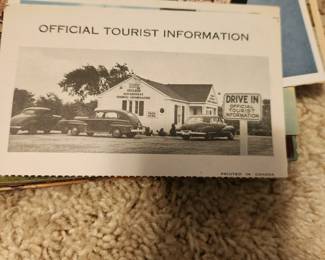 OFFICIAL TOURIST INFORMATION
DRIVE IN
OFFICIAL
TOURIST
INFORMATION
PRINTED IN CANADA